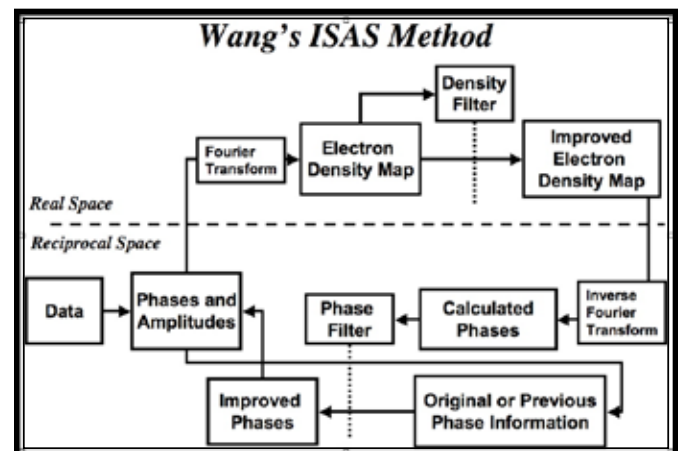 Wang's ISAS Method
Density
Filter
Fourier
Transform
Electron
Density Map
Improved
Electron
Density Map
Real Space
Reciprocal Space
Data
Phases and
Amplitudes
Phase
Filter
Calculated
Phases
Inverse
Fourier
Transform
Improved
Phases
Original or Previous
Phase Information